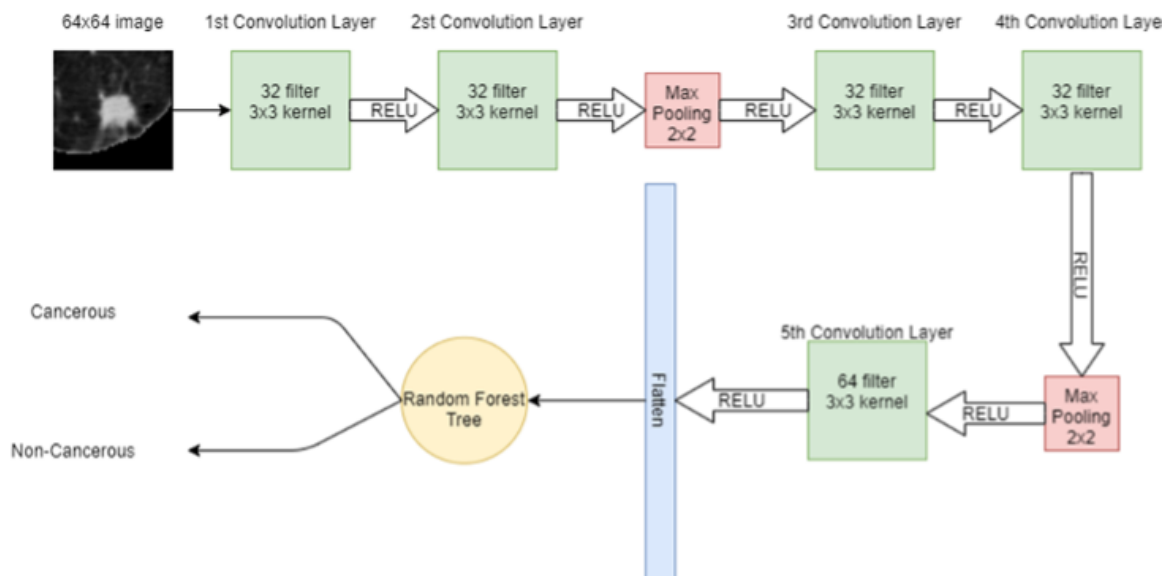 64x64 image
1st Convolution Layer
2st Convolution Layer
3rd Convolution Layer
4th Convolution Laye
32 filter
3x3 kernel
RELU
32 filter
3x3 kernel
RELU
Max
Pooling
2x2
RELU
32 filter
3x3 kernel
RELU
32 filter
3x3 kernel
RELU
Max
Pooling
2x2
RELU
5th Convolution Layer
64 filter
3x3 kernel
RELU
Flatten
Random Forest
Tree
Cancerous
Non-Cancerous